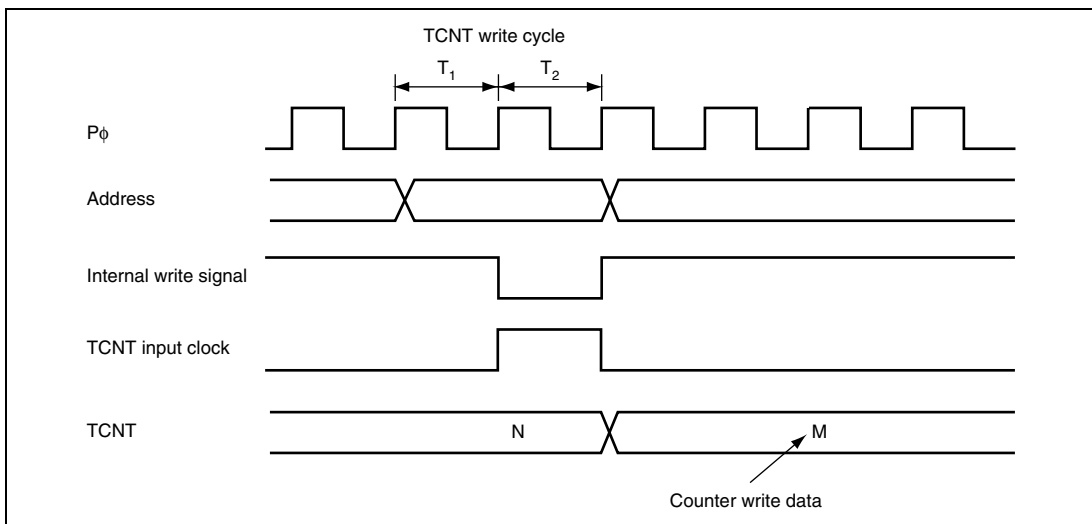 TCNT write cycle
T1 T2
Pϕ
Address
Internal write signal
TCNT input clock
TCNT N M
Counter write data